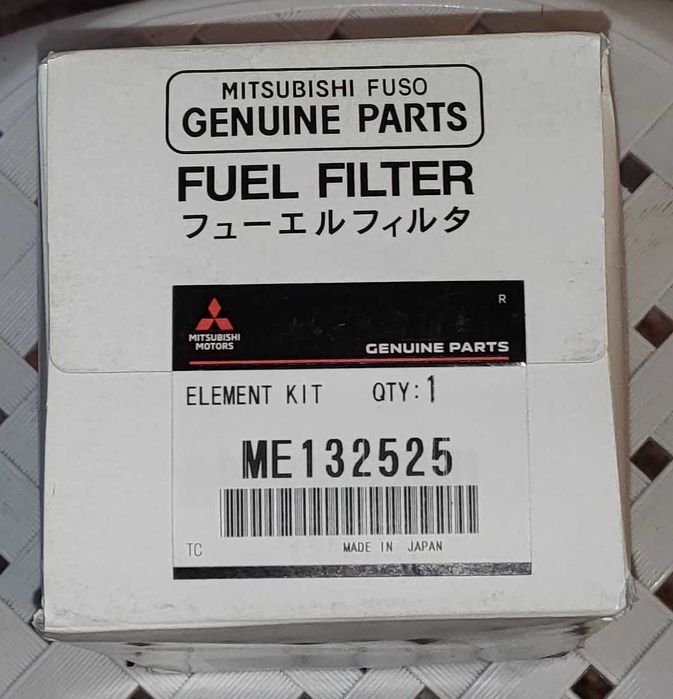 MITSUBISHI FUSO
GENUINE PARTS
FUEL FILTER
フューエルフィルタ
R
MITSUBISHI
MOTORS
GENUINE PARTS
ELEMENT KIT QTY:1
ME132525
TC MADE IN JAPAN